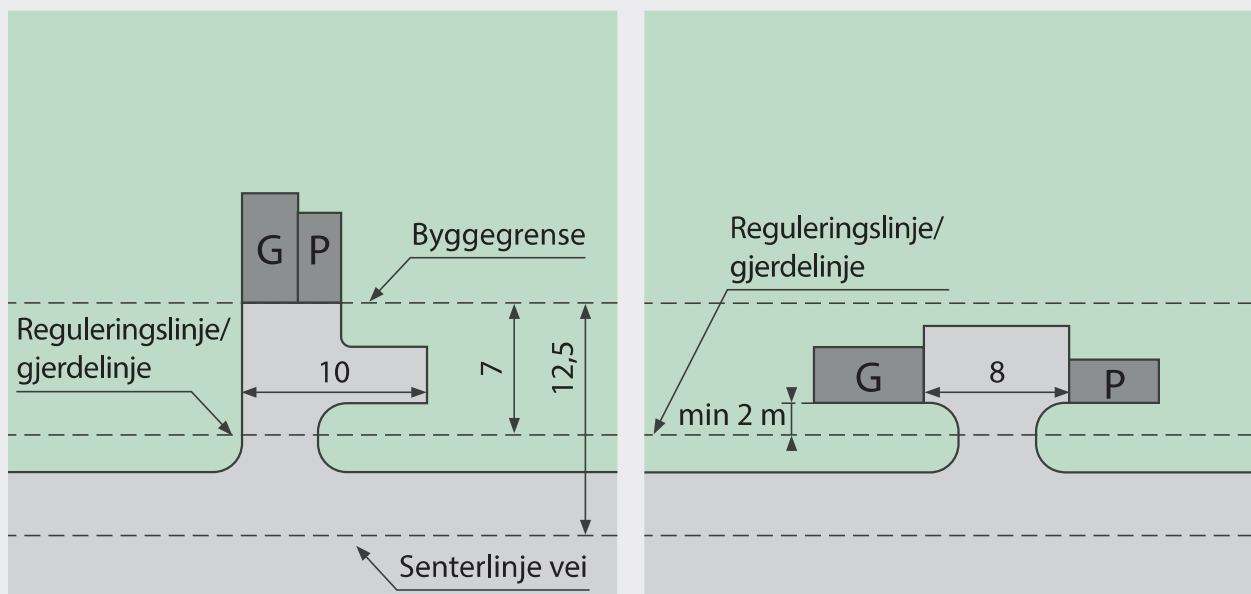 G P
Byggegrense
Reguleringslinje/
gjerdelinje
10
7
12,5
Senterlinje vei
Reguleringslinje/
gjerdelinje
G
8
P
min 2 m